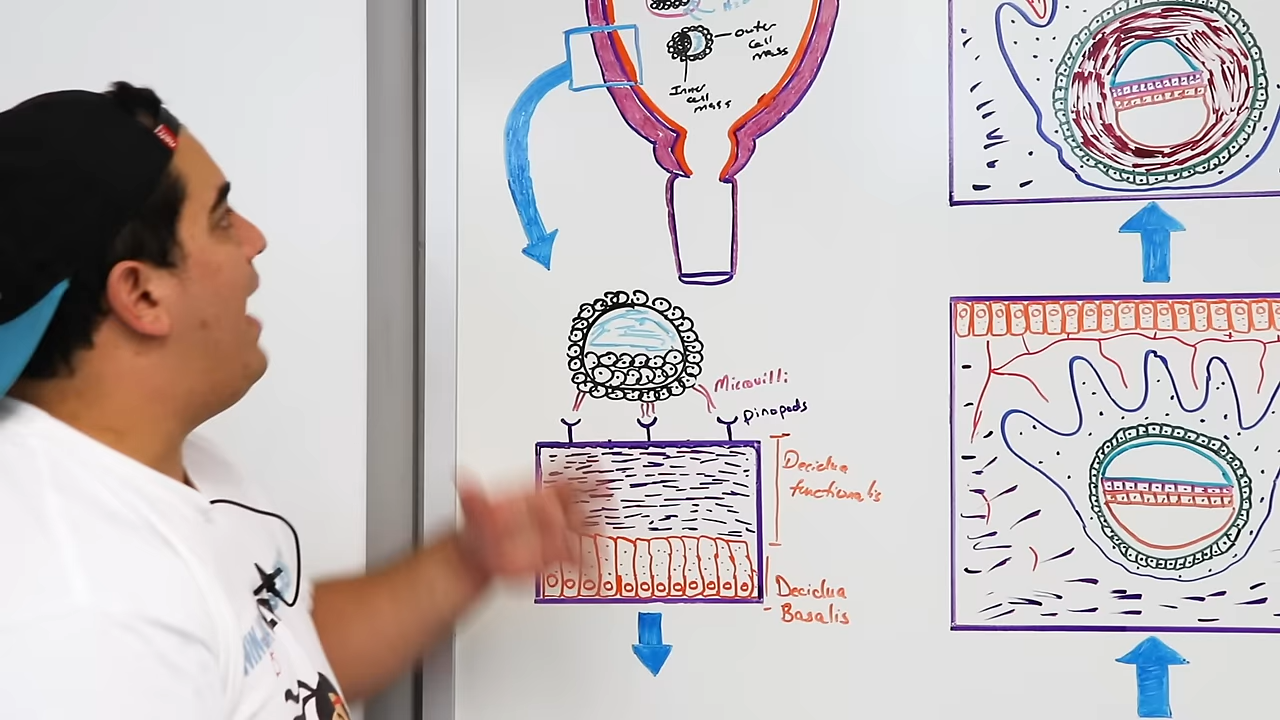 outer
cell
mass
Inner
cell
mass
Microvilli
pinopods
Decidua
functionalis
Decidua
Basalis